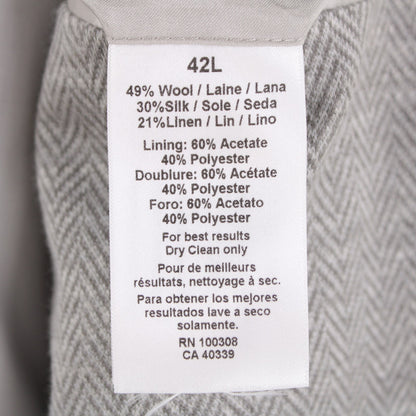 42L
49% Wool / Laine / Lana
30%Silk / Soie / Seda
21%Linen / Lin / Lino
Lining: 60% Acetate
40% Polyester
Doublure: 60% Acétate
40% Polyester
Foro: 60% Acetato
40% Polyester
For best results
Dry Clean only
Pour de meilleurs
résultats, nettoyage à sec.
Para obtener los mejores
resultados lave a seco
solamente.
RN 100308
CA 40339